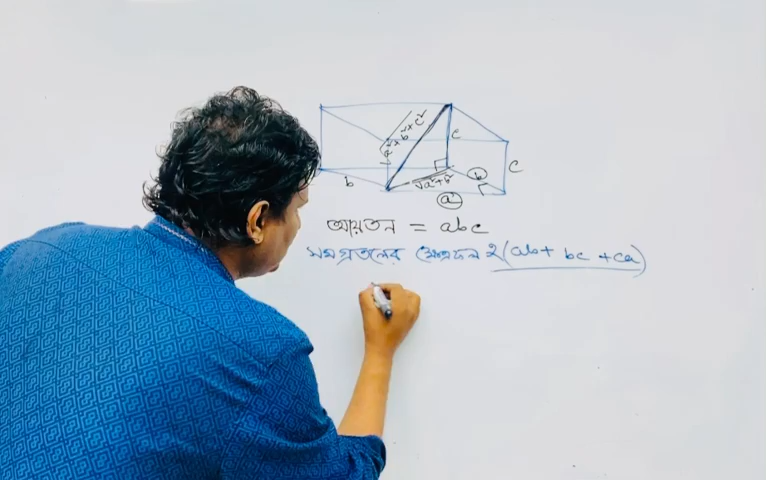 √a²+b²+c²
c
c
b
√a²+b²
b
a
আয়তন = abc
সমগ্রতলের ক্ষেত্রফল 2(ab + bc + ca)